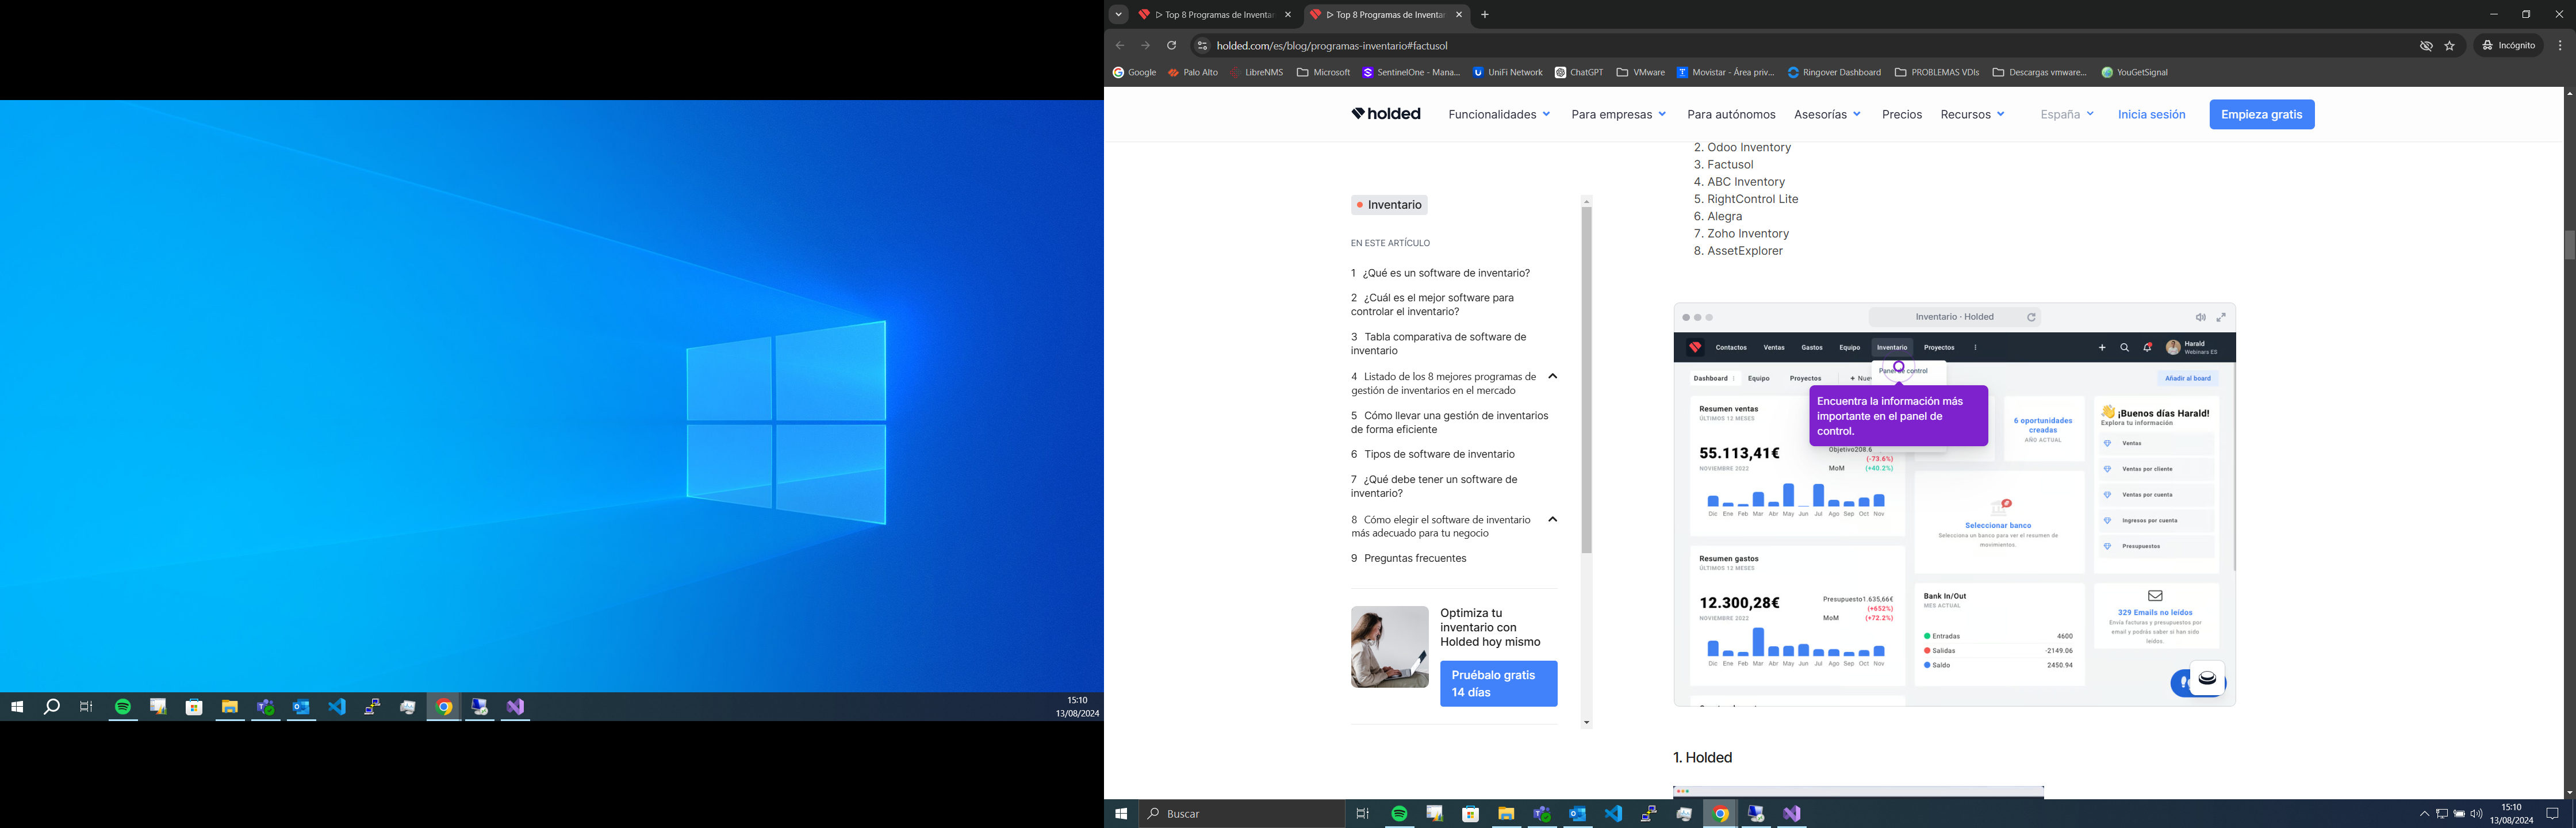 15:10
13/08/2024
▷ Top 8 Programas de Inventar
▷ Top 8 Programas de Inventar
holded.com/es/blog/programas-inventario#factusol
Incógnito
Google
Palo Alto
LibreNMS
Microsoft
SentinelOne - Mana...
UniFi Network
ChatGPT
VMware
Movistar - Área priv...
Ringover Dashboard
PROBLEMAS VDIs
Descargas vmware...
YouGetSignal
holded
Funcionalidades
Para empresas
Para autónomos
Asesorías
Precios
Recursos
España
Inicia sesión
Empieza gratis
Inventario
EN ESTE ARTÍCULO
1 ¿Qué es un software de inventario?
2 ¿Cuál es el mejor software para
controlar el inventario?
3 Tabla comparativa de software de
inventario
4 Listado de los 8 mejores programas de
gestión de inventarios en el mercado
5 Cómo llevar una gestión de inventarios
de forma eficiente
6 Tipos de software de inventario
7 ¿Qué debe tener un software de
inventario?
8 Cómo elegir el software de inventario
más adecuado para tu negocio
9 Preguntas frecuentes
Optimiza tu
inventario con
Holded hoy mismo
Pruébalo gratis
14 días
2. Odoo Inventory
3. Factusol
4. ABC Inventory
5. RightControl Lite
6. Alegra
7. Zoho Inventory
8. AssetExplorer
Inventario · Holded
Contactos
Ventas
Gastos
Equipo
Inventario
Proyectos
Harald
Webinars ES
Dashboard
Equipo
Proyectos
+ Nue
Panel de control
Añadir al board
Encuentra la información más
importante en el panel de
control.
Resumen ventas
ÚLTIMOS 12 MESES
55.113,41€
NOVIEMBRE 2022
Objetivo208.6
(-73.6%)
MoM
(+40.2%)
Dic Ene Feb Mar Abr May Jun Jul Ago Sep Oct Nov
Resumen gastos
ÚLTIMOS 12 MESES
12.300,28€
NOVIEMBRE 2022
Presupuesto1.635,66€
(+652%)
MoM
(+72.2%)
Dic Ene Feb Mar Abr May Jun Jul Ago Sep Oct Nov
6 oportunidades
creadas
AÑO ACTUAL
Seleccionar banco
Selecciona un banco para ver el resumen de
movimientos.
Bank In/Out
MES ACTUAL
Entradas 4600
Salidas -2149.06
Saldo 2450.94
¡Buenos días Harald!
Explora tu información
Ventas
Ventas por cliente
Ventas por cuenta
Ingresos por cuenta
Presupuestos
329 Emails no leídos
Envía facturas y presupuestos por
email y podrás saber si han sido
leídos.
1. Holded
Buscar
15:10
13/08/2024